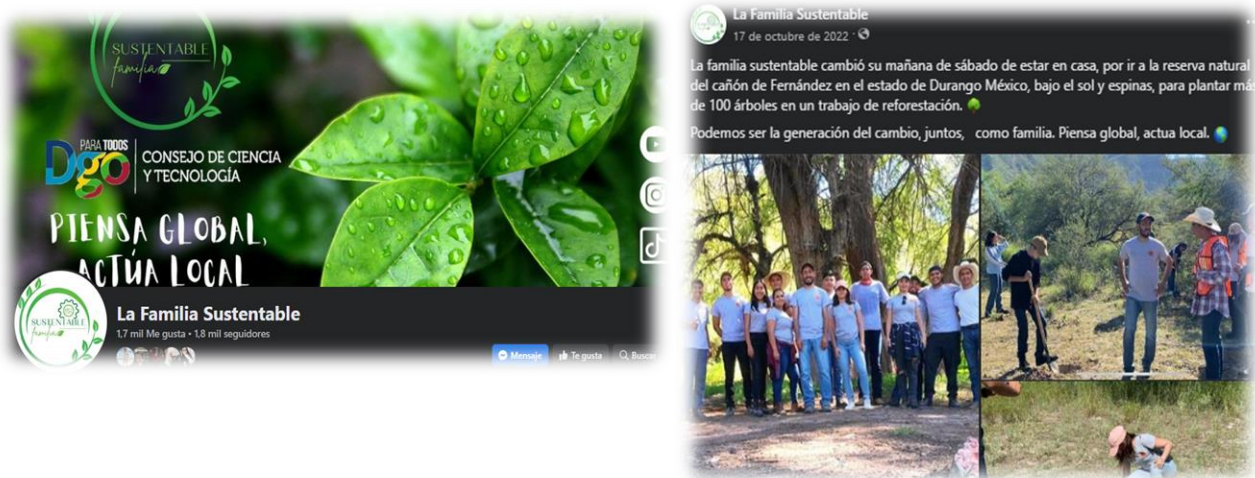 SUSTENTABLE
familia
PARA TODOS
Dgo
CONSEJO DE CIENCIA
Y TECNOLOGÍA
PIENSA GLOBAL,
ACTÚA LOCAL
SUSTENTABLE
familia
La Familia Sustentable
1,7 mil Me gusta • 1,8 mil seguidores
Mensaje
Te gusta
Buscar
La Familia Sustentable
17 de octubre de 2022 ·
La familia sustentable cambió su mañana de sábado de estar en casa, por ir a la reserva natural
del cañón de Fernández en el estado de Durango México, bajo el sol y espinas, para plantar más
de 100 árboles en un trabajo de reforestación.
Podemos ser la generación del cambio, juntos, como familia. Piensa global, actua local.